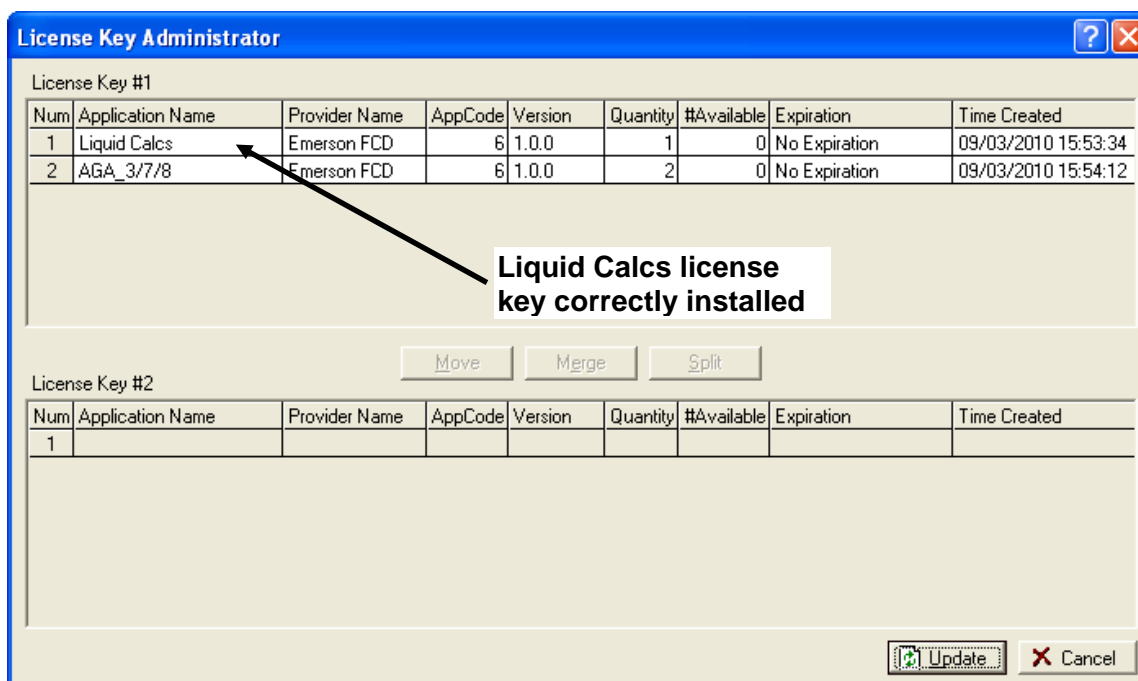 License Key Administrator
License Key #1
Num Application Name Provider Name AppCode Version Quantity #Available Expiration Time Created
1 Liquid Calcs Emerson FCD 6 1.0.0 1 0 No Expiration 09/03/2010 15:53:34
2 AGA_3/7/8 Emerson FCD 6 1.0.0 2 0 No Expiration 09/03/2010 15:54:12
Liquid Calcs license
key correctly installed
Move Merge Split
License Key #2
Num Application Name Provider Name AppCode Version Quantity #Available Expiration Time Created
1
Update Cancel